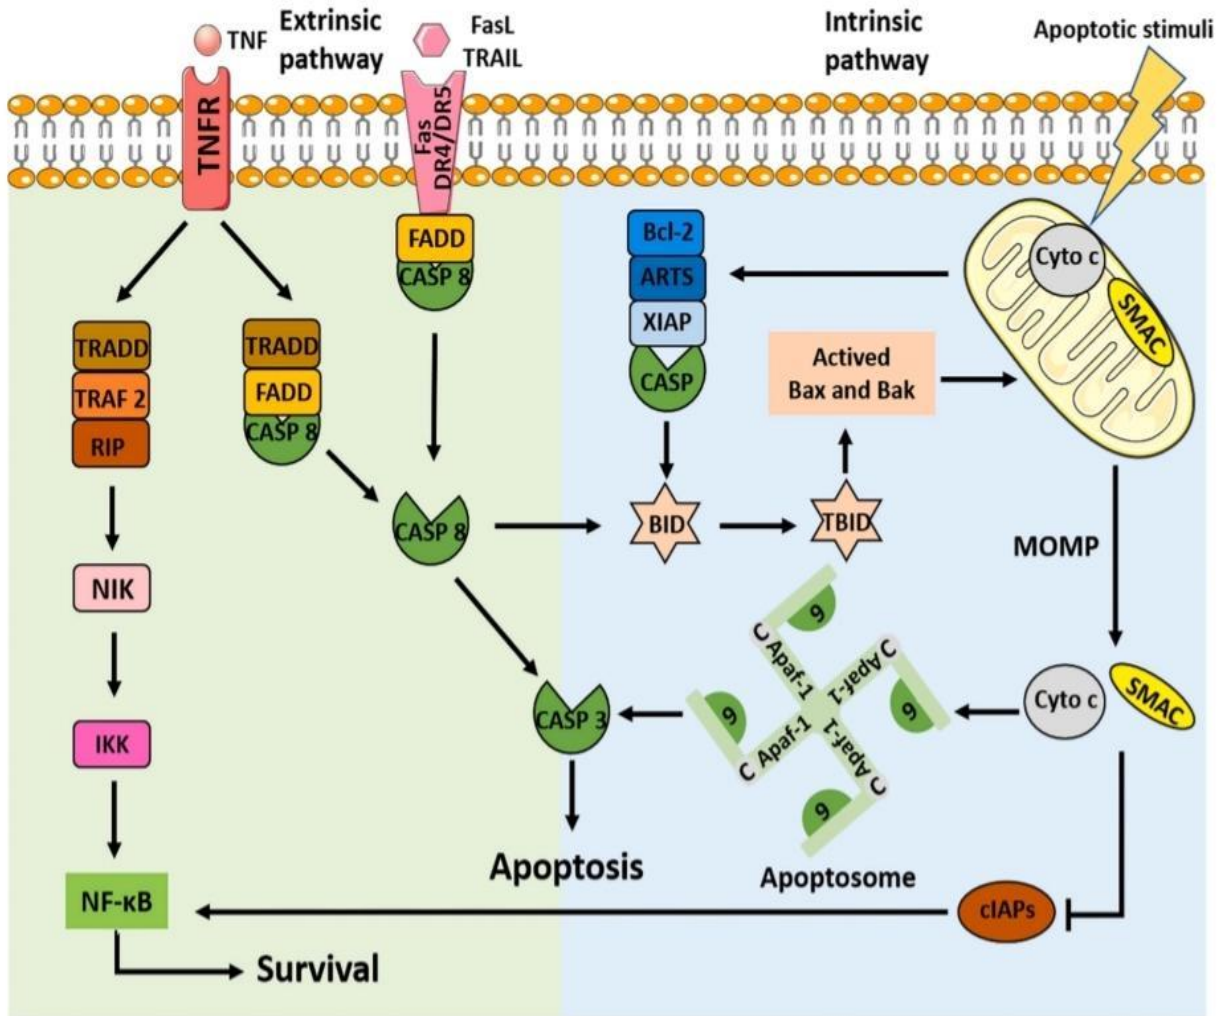 Extrinsic
pathway
Intrinsic
pathway
Apoptotic stimuli
TNF
FasL
TRAIL
TNFR
Fas
DR4/DR5
FADD
CASP 8
TRADD
TRAF 2
RIP
TRADD
FADD
CASP 8
NIK
IKK
NF-κB
Survival
CASP 8
CASP 3
Apoptosis
Bcl-2
ARTS
XIAP
CASP
BID
TBID
Actived
Bax and Bak
Cyto c
SMAC
MOMP
Cyto c
SMAC
9
C
Apaf-1
9
C
Apaf-1
9
C
Apaf-1
9
C
Apaf-1
Apoptosome
cIAPs